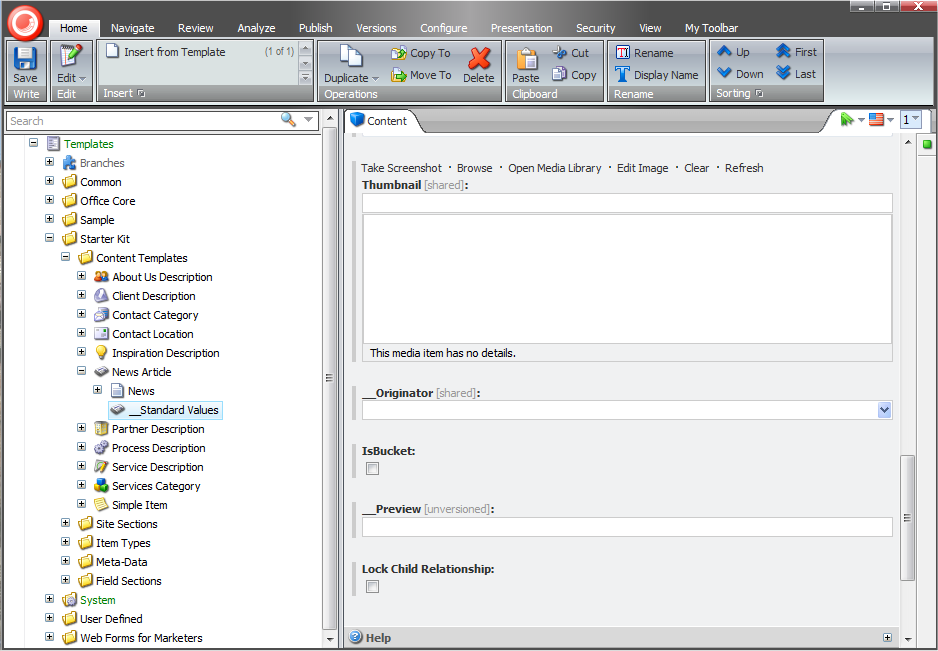 Home Navigate Review Analyze Publish Versions Configure Presentation Security View My Toolbar
Save
Write
Edit
Edit
Insert from Template (1 of 1)
Insert
Duplicate
Copy To
Move To
Delete
Operations
Paste
Cut
Copy
Clipboard
Rename
Display Name
Rename
Up
Down
First
Last
Sorting
Search
Templates
Branches
Common
Office Core
Sample
Starter Kit
Content Templates
About Us Description
Client Description
Contact Category
Contact Location
Inspiration Description
News Article
News
__Standard Values
Partner Description
Process Description
Service Description
Services Category
Simple Item
Site Sections
Item Types
Meta-Data
Field Sections
System
User Defined
Web Forms for Marketers
Content
1
Take Screenshot · Browse · Open Media Library · Edit Image · Clear · Refresh
Thumbnail [shared]:
This media item has no details.
__Originator [shared]:
IsBucket:
__Preview [unversioned]:
Lock Child Relationship:
Help